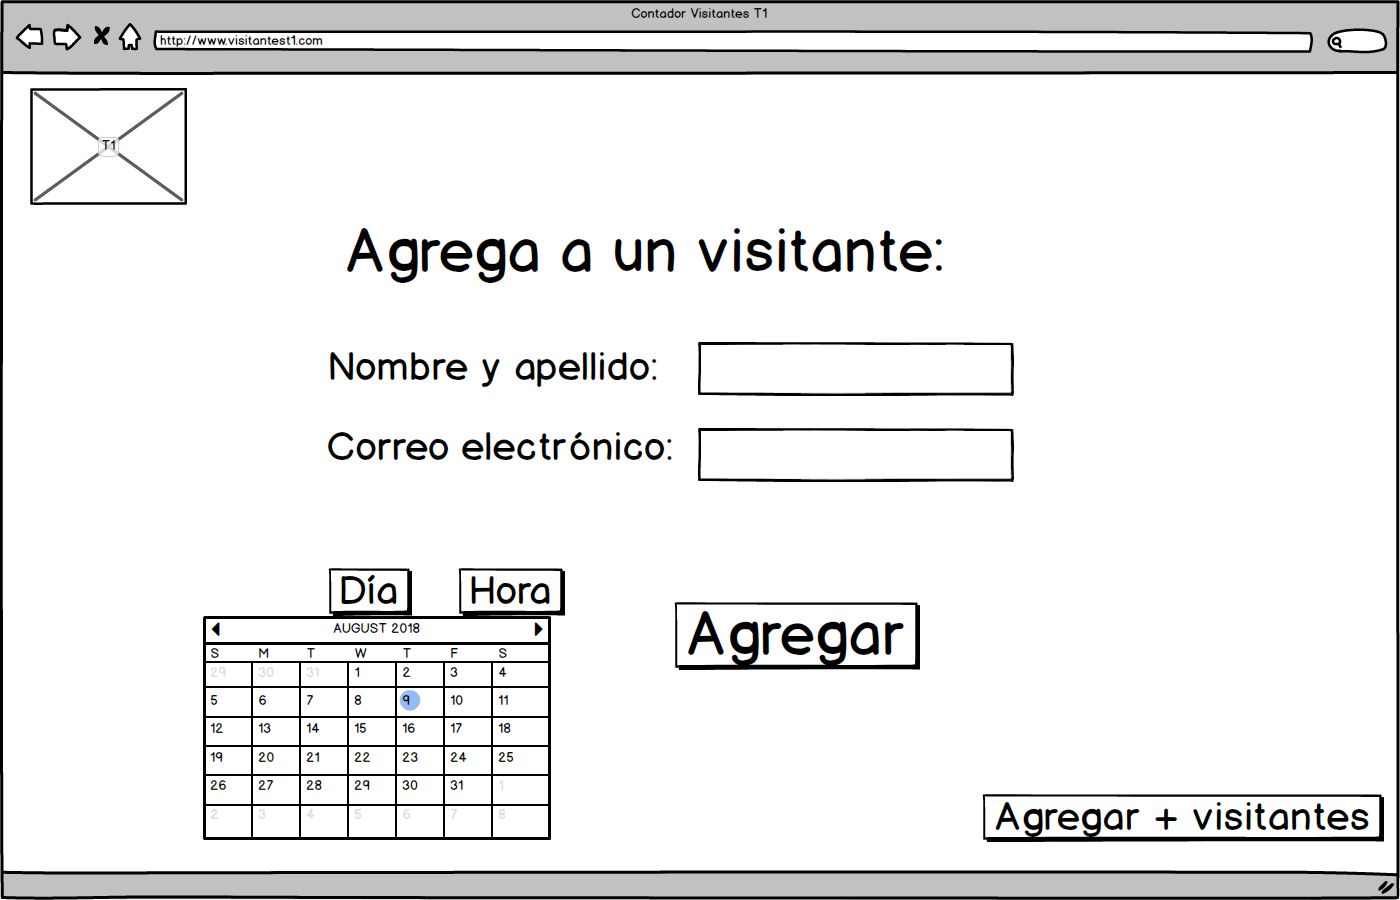 Contador Visitantes T1
http://www.visitantest1.com
T1
Agrega a un visitante:
Nombre y apellido:
Correo electrónico:
Día Hora
AUGUST 2018
S M T W T F S
29 30 31 1 2 3 4
5 6 7 8 9 10 11
12 13 14 15 16 17 18
19 20 21 22 23 24 25
26 27 28 29 30 31 1
2 3 4 5 6 7 8
Agregar
Agregar + visitantes